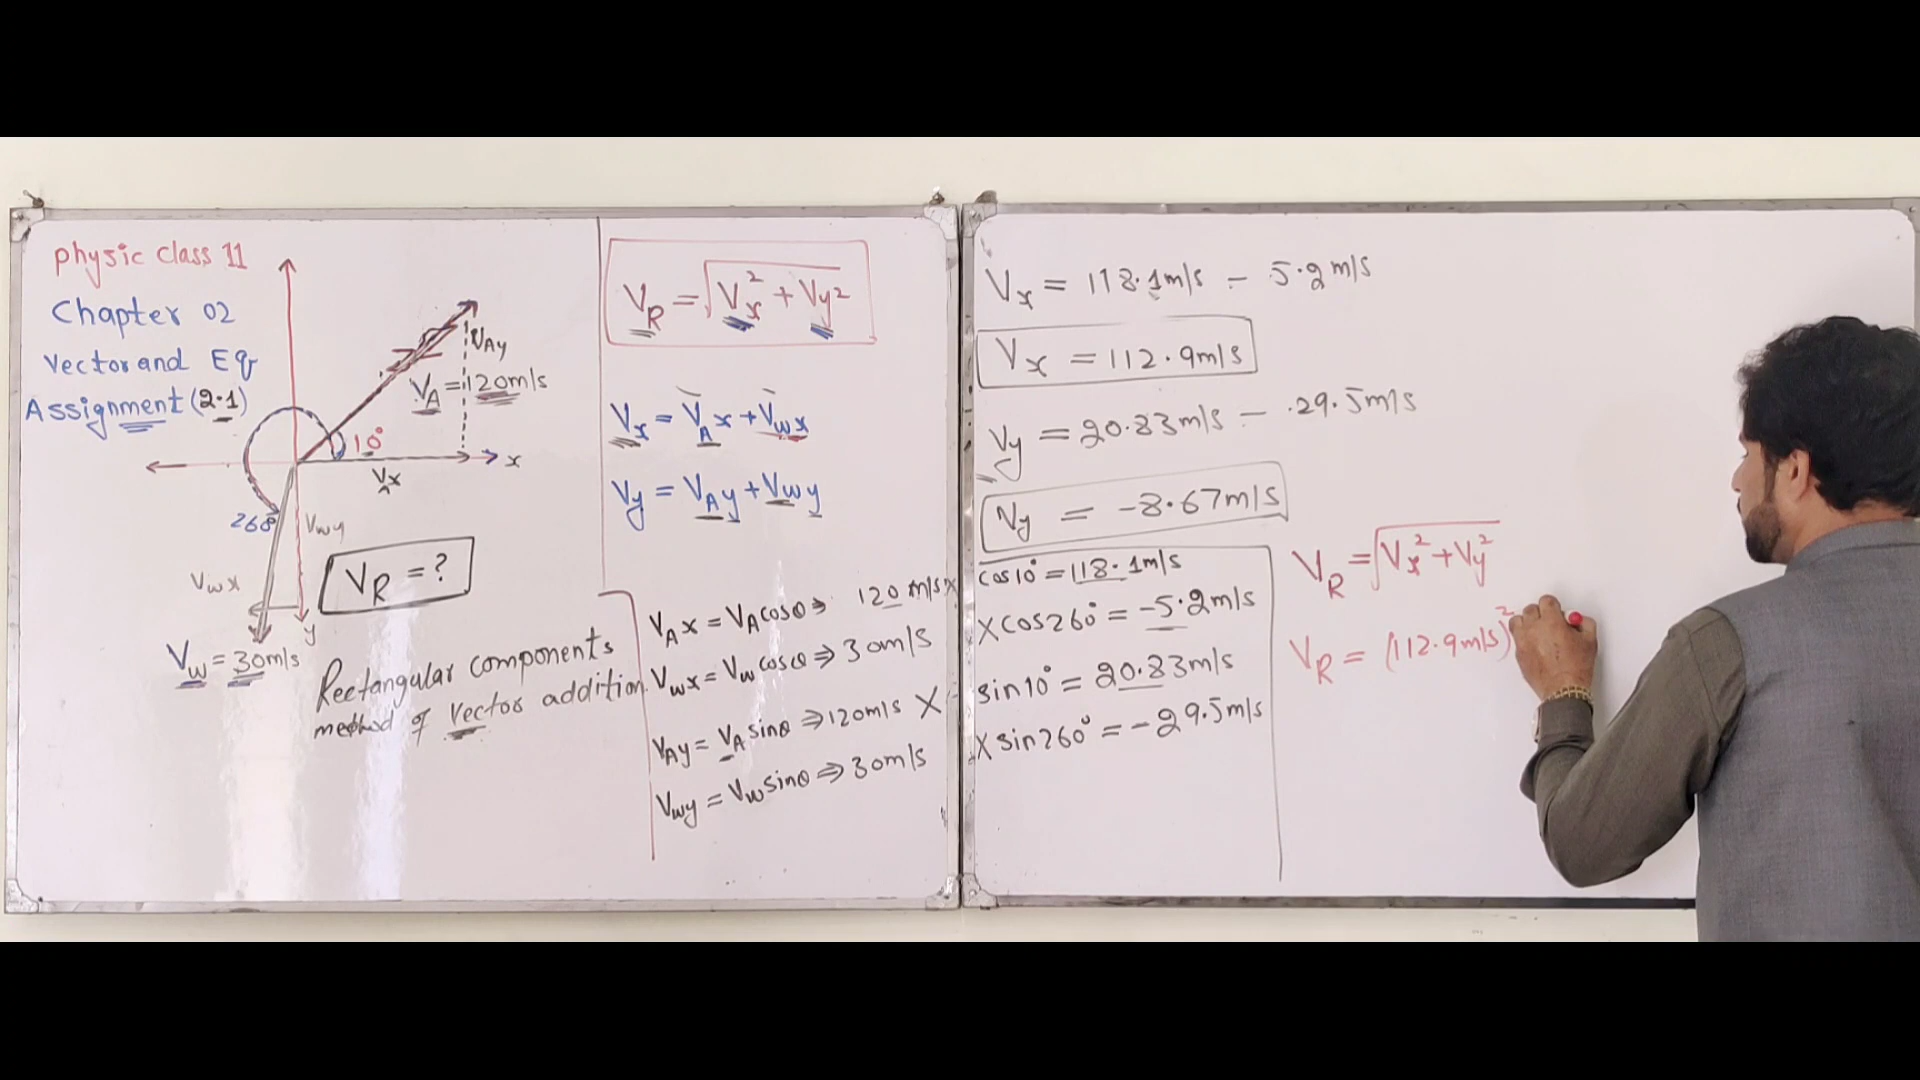 physic class 11
Chapter 02
Vector and Eq
Assignment (2.1)
VAy
VA = 120m/s
10°
x
VAx
260°
Vwy
Vwx
VR = ?
y
Vw = 30m/s
Rectangular components
method of vector addition
VR = √Vx² + Vy²
Vx = VAx + Vwx
Vy = VAy + Vwy
VAx = VA cosθ ⇒ 120 m/s x
Vwx = Vw cosθ ⇒ 30m/s
VAy = VA sinθ ⇒ 120m/s X
Vwy = Vw sinθ ⇒ 30m/s
Vx = 118.1m/s - 5.2m/s
Vx = 112.9m/s
Vy = 20.83m/s - 29.5m/s
Vy = -8.67m/s
cos10° = 118.1m/s
X cos260° = -5.2m/s
sin10° = 20.83m/s
X sin260° = -29.5m/s
VR = √Vx² + Vy²
VR = (112.9m/s)²